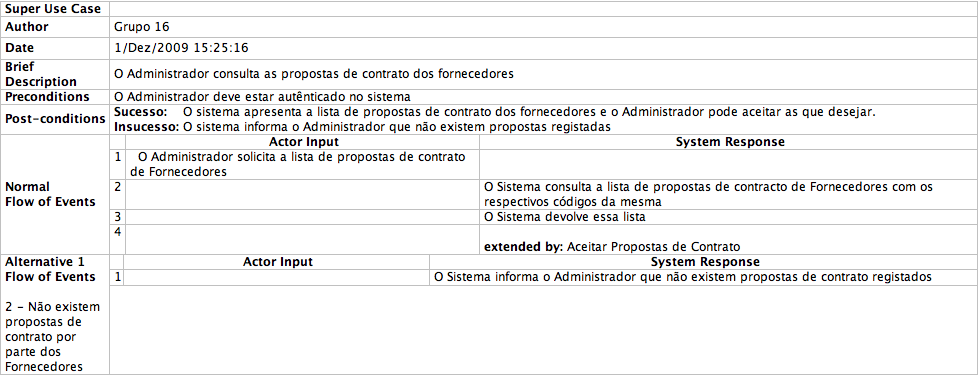 Super Use Case
Author Grupo 16
Date 1/Dez/2009 15:25:16
Brief
Description O Administrador consulta as propostas de contrato dos fornecedores
Preconditions O Administrador deve estar autênticado no sistema
Post-conditions Sucesso: O sistema apresenta a lista de propostas de contrato dos fornecedores e o Administrador pode aceitar as que desejar.
Insucesso: O sistema informa o Administrador que não existem propostas registadas
Normal
Flow of Events
Actor Input System Response
1 O Administrador solicita a lista de propostas de contrato
de Fornecedores
2 O Sistema consulta a lista de propostas de contracto de Fornecedores com os
respectivos códigos da mesma
3 O Sistema devolve essa lista
4
extended by: Aceitar Propostas de Contrato
Alternative 1
Flow of Events
2 - Não existem
propostas de
contrato por
parte dos
Fornecedores
Actor Input System Response
1 O Sistema informa o Administrador que não existem propostas de contrato registados